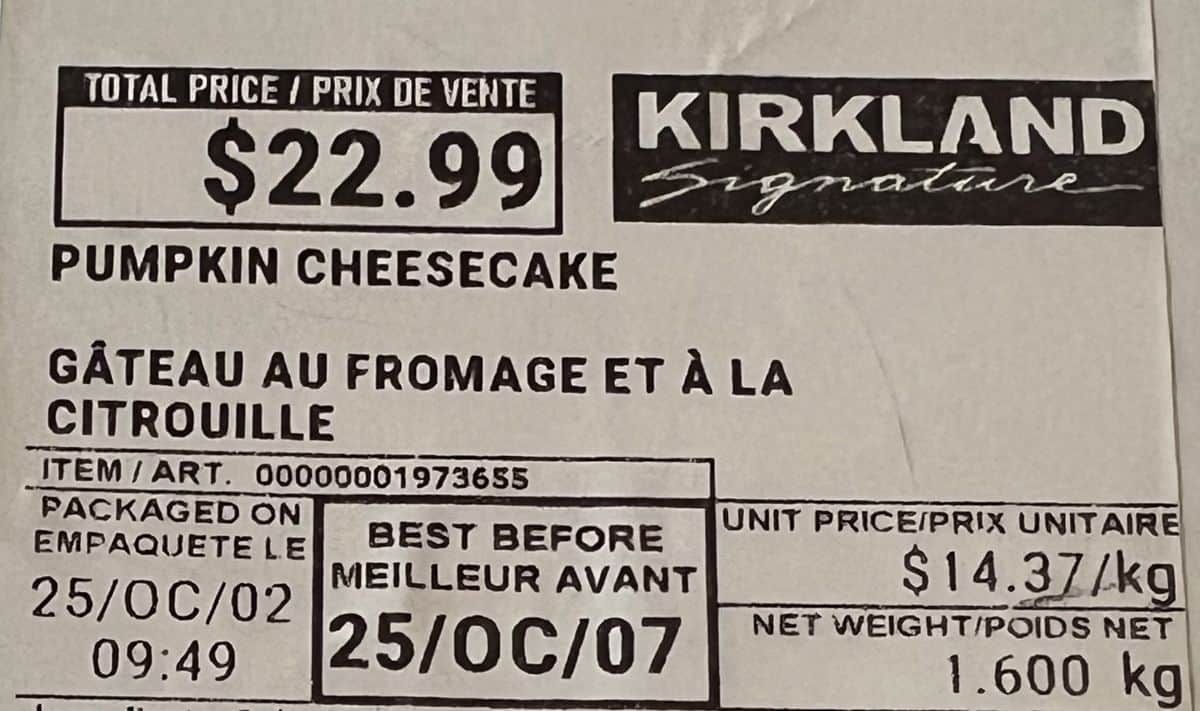 TOTAL PRICE / PRIX DE VENTE
$22.99
KIRKLAND
Signature
PUMPKIN CHEESECAKE
GÂTEAU AU FROMAGE ET À LA
CITROUILLE
ITEM / ART. 00000001973655
PACKAGED ON
EMPAQUETE LE
25/OC/02
09:49
BEST BEFORE
MEILLEUR AVANT
25/OC/07
UNIT PRICE/PRIX UNITAIRE
$14.37/kg
NET WEIGHT/POIDS NET
1.600 kg